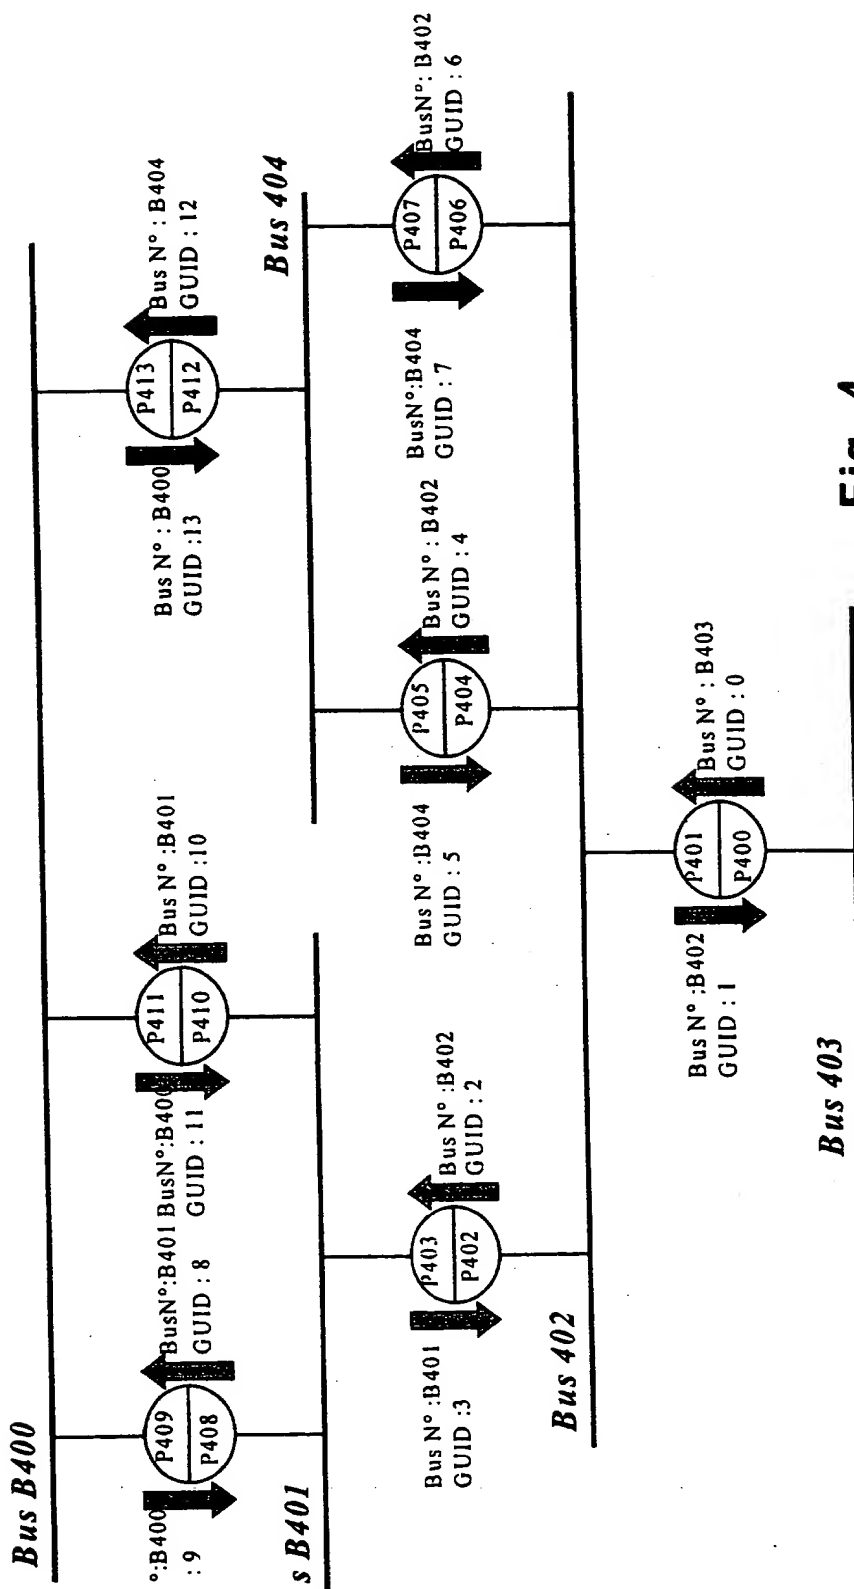 Bus B400
°:B400
: 9
P409
P408
BusN°:B401
GUID : 8
BusN°:B400
GUID : 11
P411
P410
Bus N° :B401
GUID :10
Bus N° : B400
GUID :13
P413
P412
Bus N° : B404
GUID : 12
s B401
Bus 404
Bus N° :B401
GUID :3
P403
P402
Bus N° :B402
GUID : 2
Bus N° :B404
GUID : 5
P405
P404
Bus N° : B402
GUID : 4
BusN°:B404
GUID : 7
P407
P406
BusN°: B402
GUID : 6
Bus 402
Bus N° :B402
GUID : 1
P401
P400
Bus N° : B403
GUID : 0
Bus 403